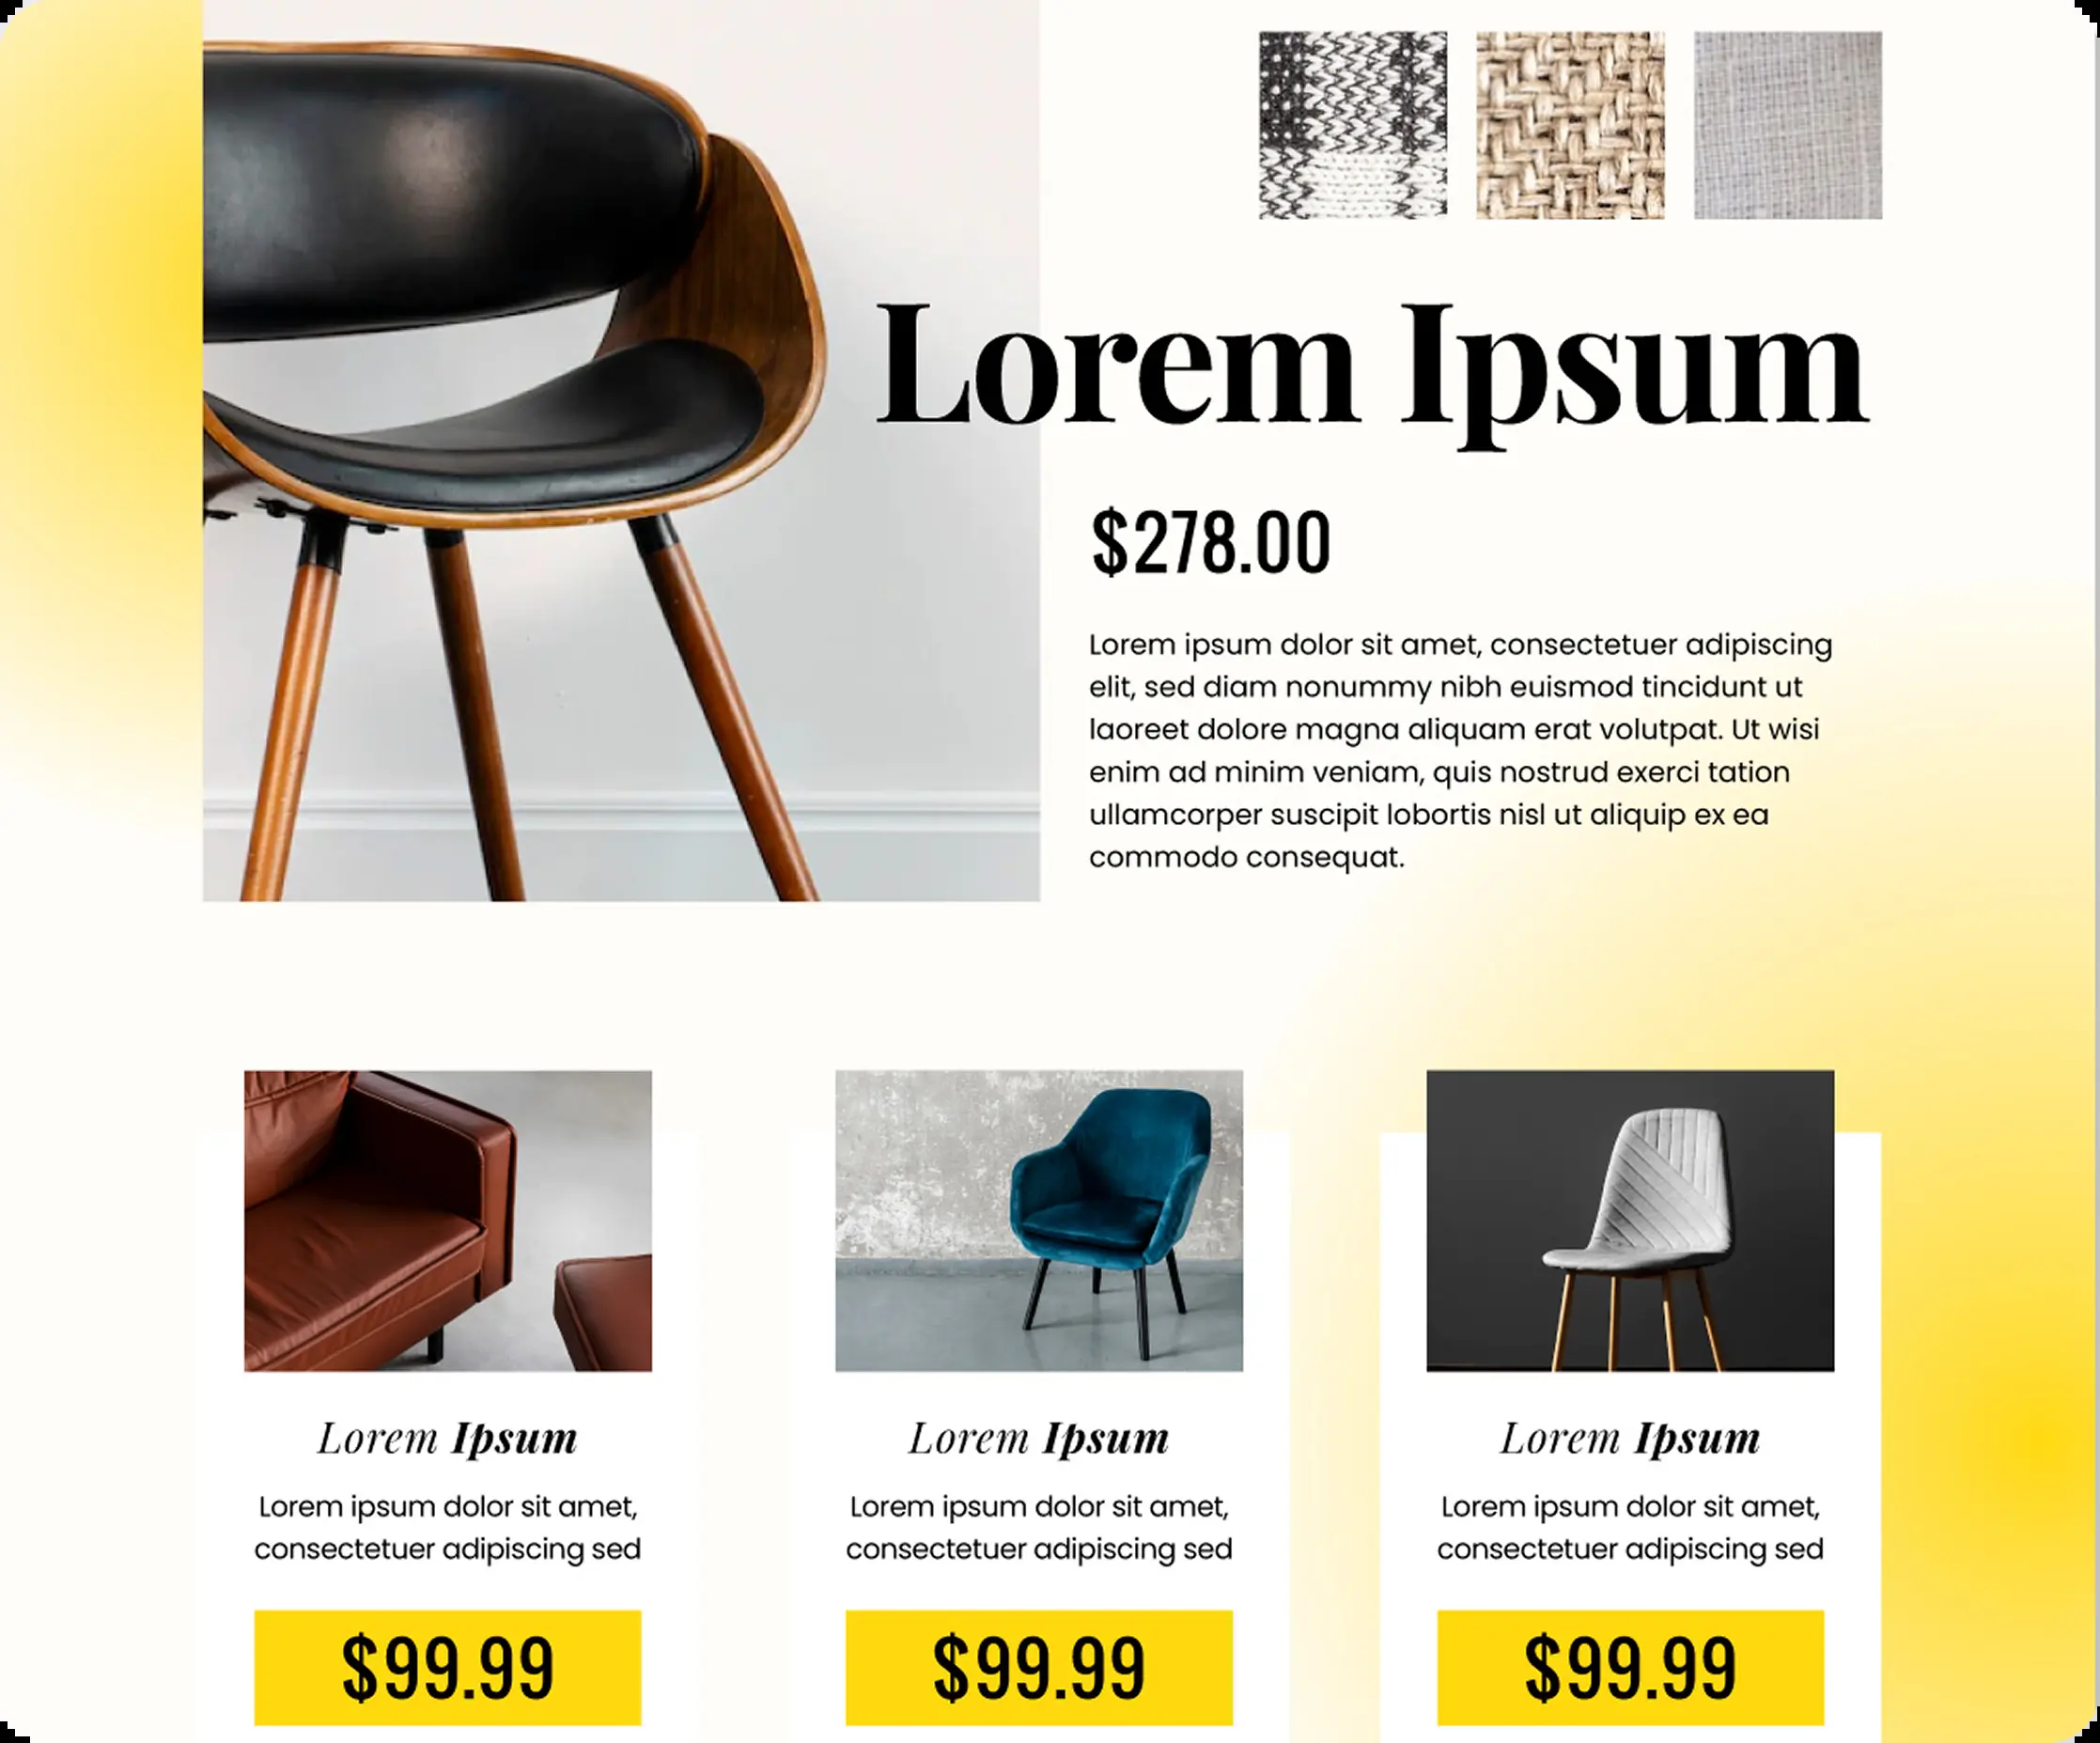 Lorem Ipsum
$278.00
Lorem ipsum dolor sit amet, consectetuer adipiscing
elit, sed diam nonummy nibh euismod tincidunt ut
laoreet dolore magna aliquam erat volutpat. Ut wisi
enim ad minim veniam, quis nostrud exerci tation
ullamcorper suscipit lobortis nisl ut aliquip ex ea
commodo consequat.
Lorem Ipsum
Lorem ipsum dolor sit amet,
consectetuer adipiscing sed
$99.99
Lorem Ipsum
Lorem ipsum dolor sit amet,
consectetuer adipiscing sed
$99.99
Lorem Ipsum
Lorem ipsum dolor sit amet,
consectetuer adipiscing sed
$99.99